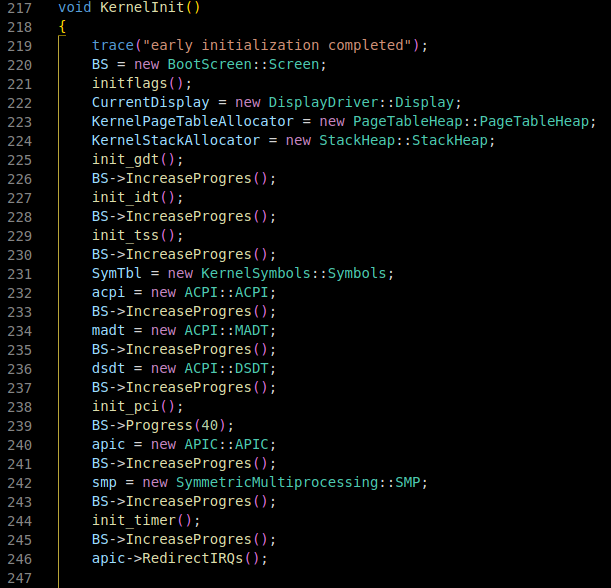 217 void KernelInit()
218 {
219 trace("early initialization completed");
220 BS = new BootScreen::Screen;
221 initflags();
222 CurrentDisplay = new DisplayDriver::Display;
223 KernelPageTableAllocator = new PageTableHeap::PageTableHeap;
224 KernelStackAllocator = new StackHeap::StackHeap;
225 init_gdt();
226 BS->IncreaseProgres();
227 init_idt();
228 BS->IncreaseProgres();
229 init_tss();
230 BS->IncreaseProgres();
231 SymTbl = new KernelSymbols::Symbols;
232 acpi = new ACPI::ACPI;
233 BS->IncreaseProgres();
234 madt = new ACPI::MADT;
235 BS->IncreaseProgres();
236 dsdt = new ACPI::DSDT;
237 BS->IncreaseProgres();
238 init_pci();
239 BS->Progress(40);
240 apic = new APIC::APIC;
241 BS->IncreaseProgres();
242 smp = new SymmetricMultiprocessing::SMP;
243 BS->IncreaseProgres();
244 init_timer();
245 BS->IncreaseProgres();
246 apic->RedirectIRQs();
247